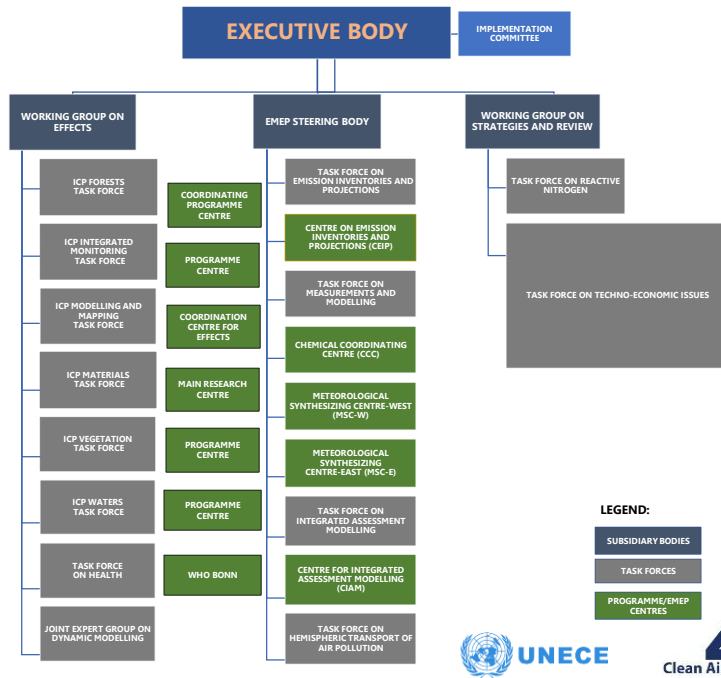 EXECUTIVE BODY
IMPLEMENTATION
COMMITTEE
WORKING GROUP ON
EFFECTS
EMEP STEERING BODY
WORKING GROUP ON
STRATEGIES AND REVIEW
ICP FORESTS
TASK FORCE
COORDINATING
PROGRAMME
CENTRE
ICP INTEGRATED
MONITORING
TASK FORCE
PROGRAMME
CENTRE
ICP MODELLING AND
MAPPING
TASK FORCE
COORDINATION
CENTRE FOR
EFFECTS
ICP MATERIALS
TASK FORCE
MAIN RESEARCH
CENTRE
ICP VEGETATION
TASK FORCE
PROGRAMME
CENTRE
ICP WATERS
TASK FORCE
PROGRAMME
CENTRE
TASK FORCE
ON HEALTH
WHO BONN
JOINT EXPERT GROUP ON
DYNAMIC MODELLING
TASK FORCE ON
EMISSION INVENTORIES AND
PROJECTIONS
CENTRE ON EMISSION
INVENTORIES AND
PROJECTIONS (CEIP)
TASK FORCE ON
MEASUREMENTS AND
MODELLING
CHEMICAL COORDINATING
CENTRE (CCC)
METEOROLOGICAL
SYNTHESIZING CENTRE-WEST
(MSC-W)
METEOROLOGICAL
SYNTHESIZING
CENTRE-EAST (MSC-E)
TASK FORCE ON
INTEGRATED ASSESSMENT
MODELLING
CENTRE FOR INTEGRATED
ASSESSMENT MODELLING
(CIAM)
TASK FORCE ON
HEMISPHERIC TRANSPORT OF
AIR POLLUTION
TASK FORCE ON REACTIVE
NITROGEN
TASK FORCE ON TECHNO-ECONOMIC ISSUES
LEGEND:
SUBSIDIARY BODIES
TASK FORCES
PROGRAMME/EMEP
CENTRES
UNECE
Clean Ai